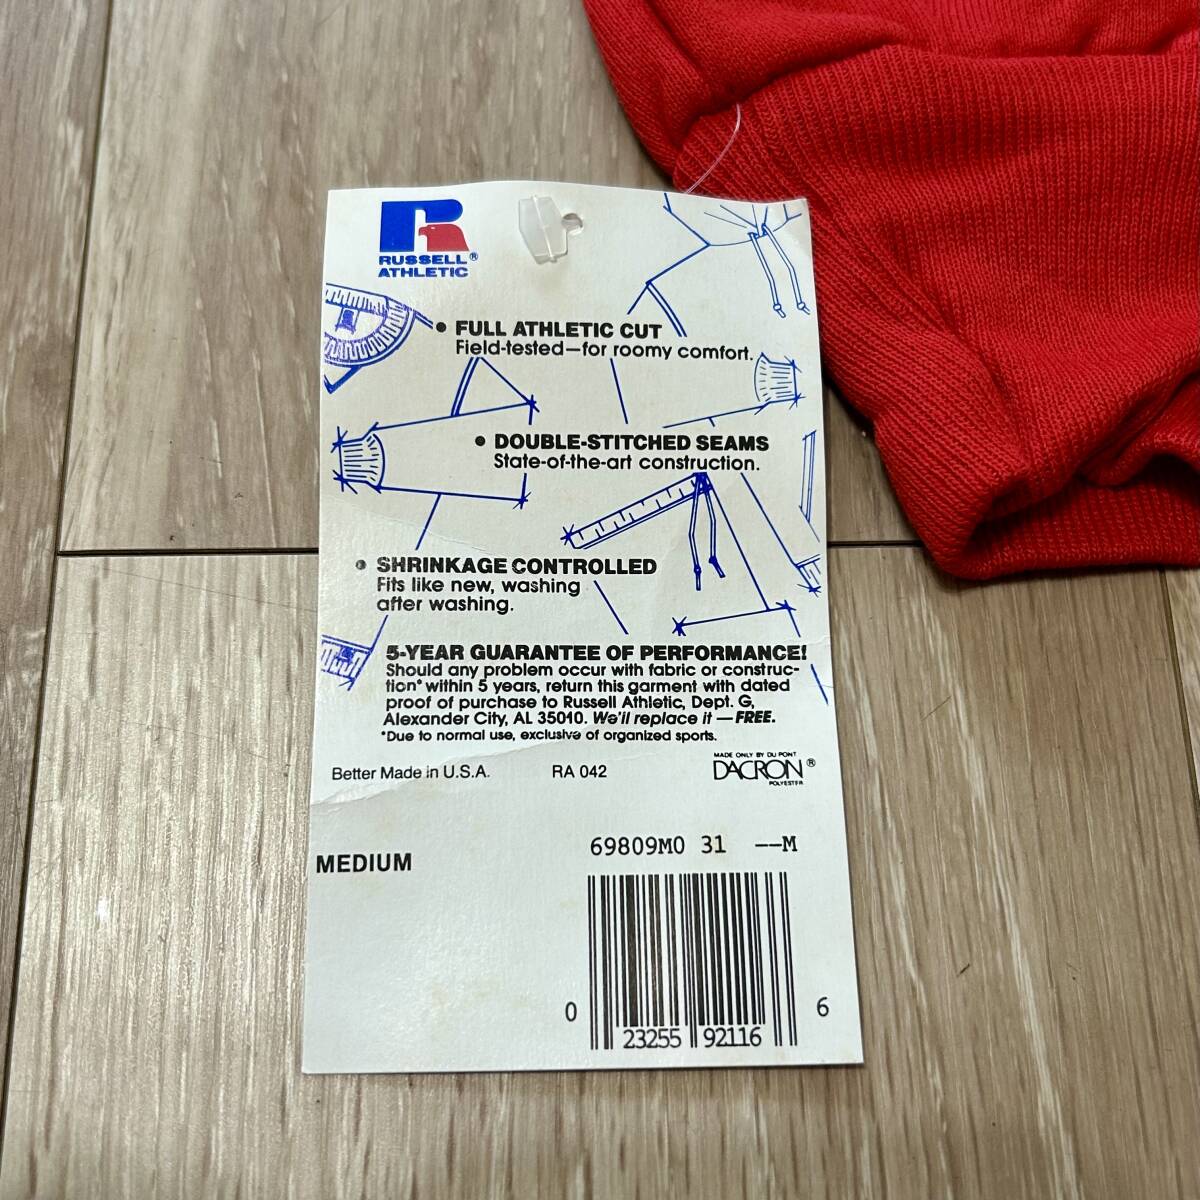 RUSSELL®
ATHLETIC
• FULL ATHLETIC CUT
Field-tested—for roomy comfort.
• DOUBLE-STITCHED SEAMS
State-of-the-art construction.
• SHRINKAGE CONTROLLED
Fits like new, washing
after washing.
5-YEAR GUARANTEE OF PERFORMANCE!
Should any problem occur with fabric or construc-
tion* within 5 years, return this garment with dated
proof of purchase to Russell Athletic, Dept. G,
Alexander City, AL 35010. We'll replace it — FREE.
*Due to normal use, exclusive of organized sports.
Better Made in U.S.A. RA 042
MADE ONLY BY DU PONT
DACRON®
POLYESTER
69809M0 31 --M
MEDIUM
0 23255 92116 6